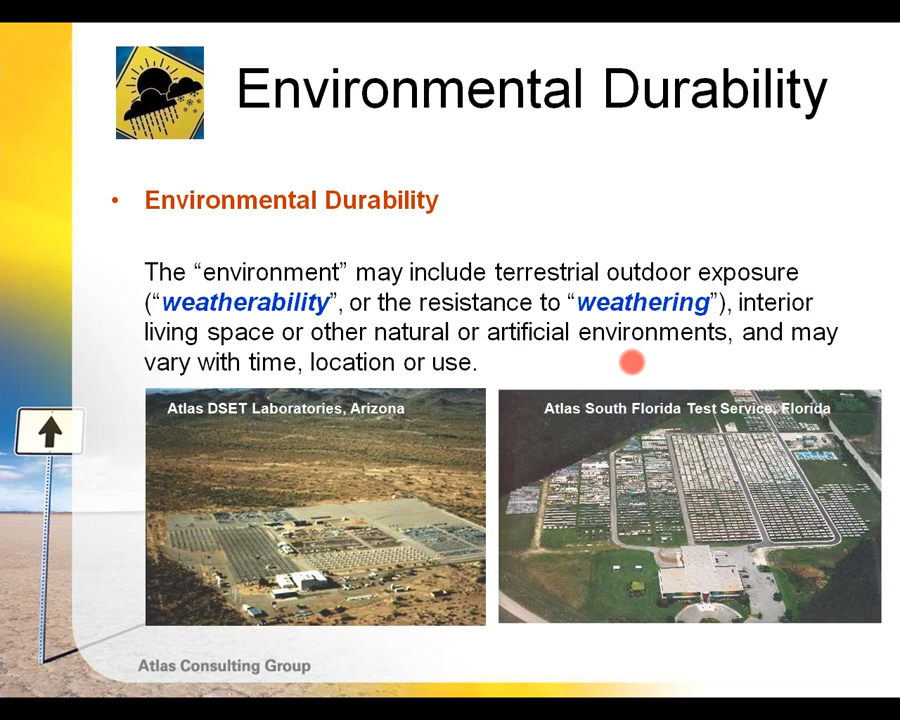 Environmental Durability
• Environmental Durability
The “environment” may include terrestrial outdoor exposure
(“weatherability”, or the resistance to “weathering”), interior
living space or other natural or artificial environments, and may
vary with time, location or use.
Atlas DSET Laboratories, Arizona
Atlas South Florida Test Service, Florida
Atlas Consulting Group